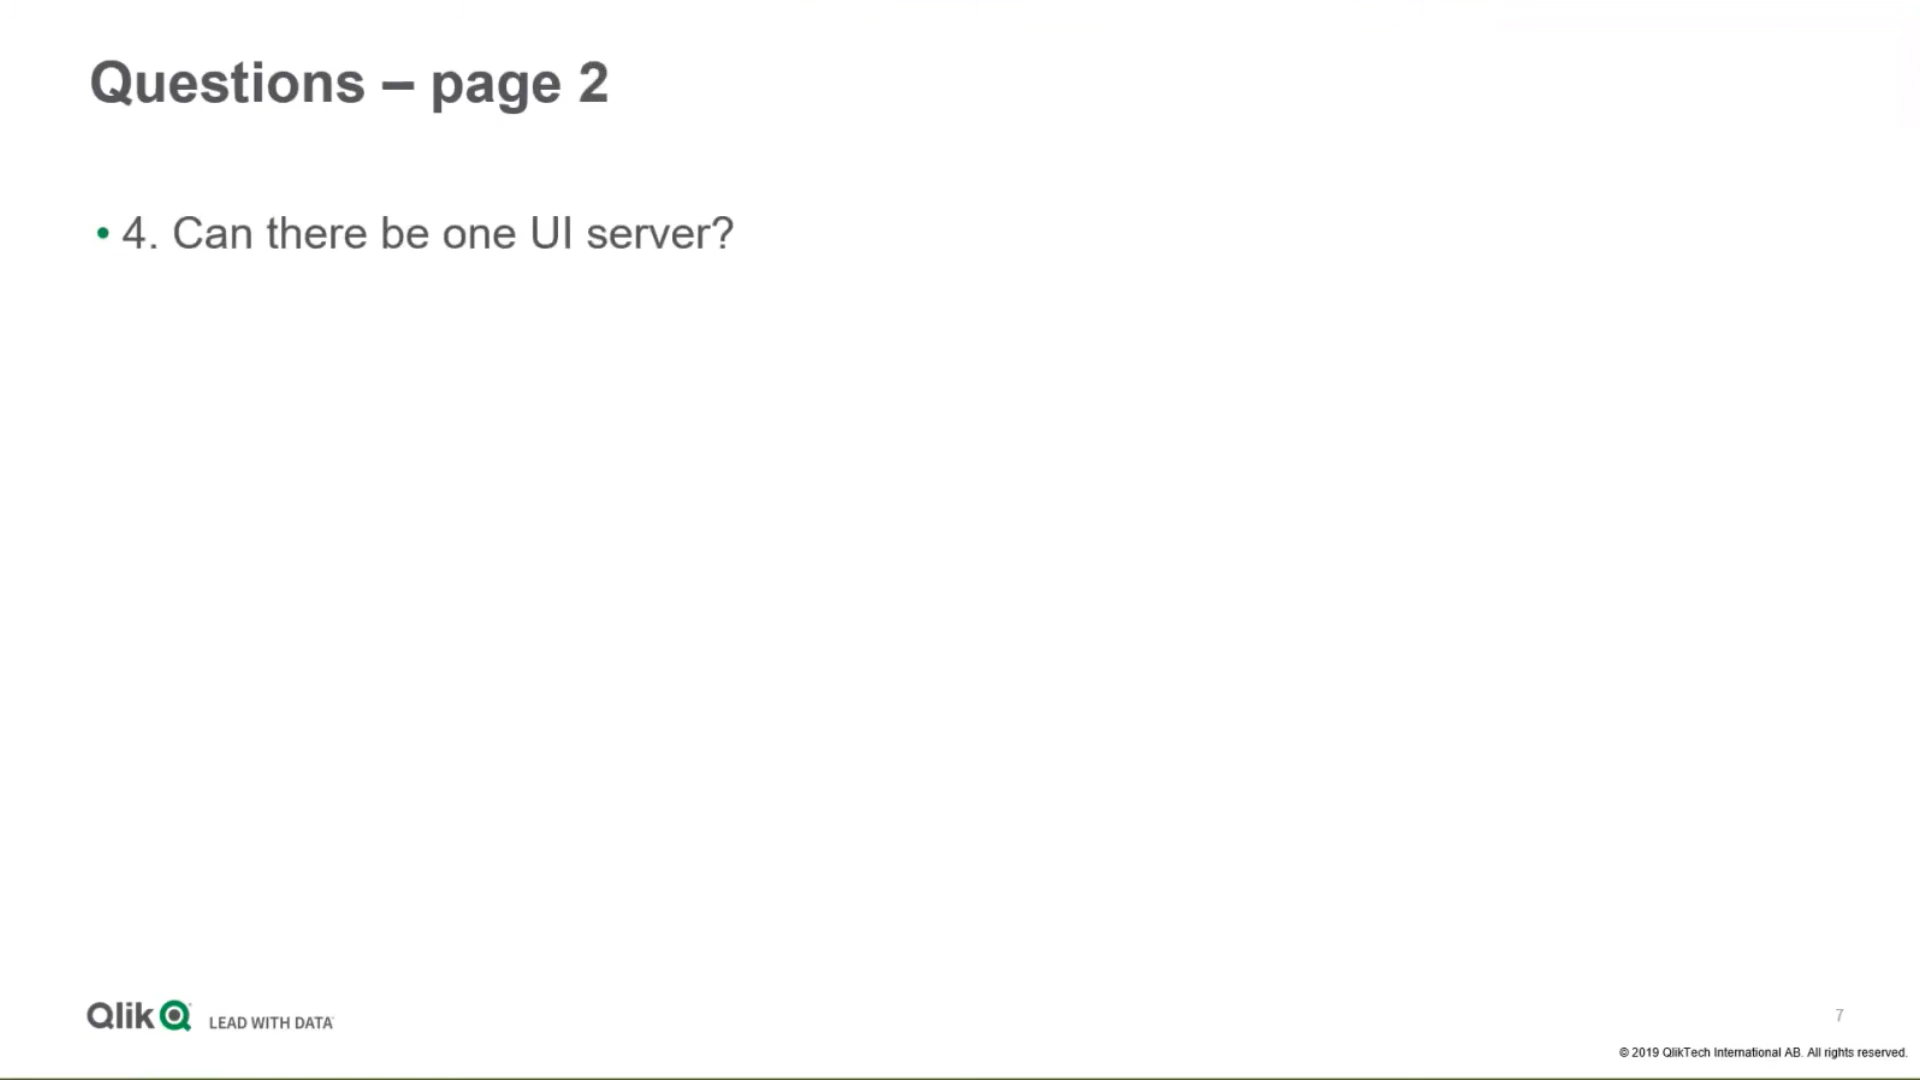 Questions – page 2
• 4. Can there be one UI server?
Qlik LEAD WITH DATA
7
© 2019 QlikTech International AB. All rights reserved.